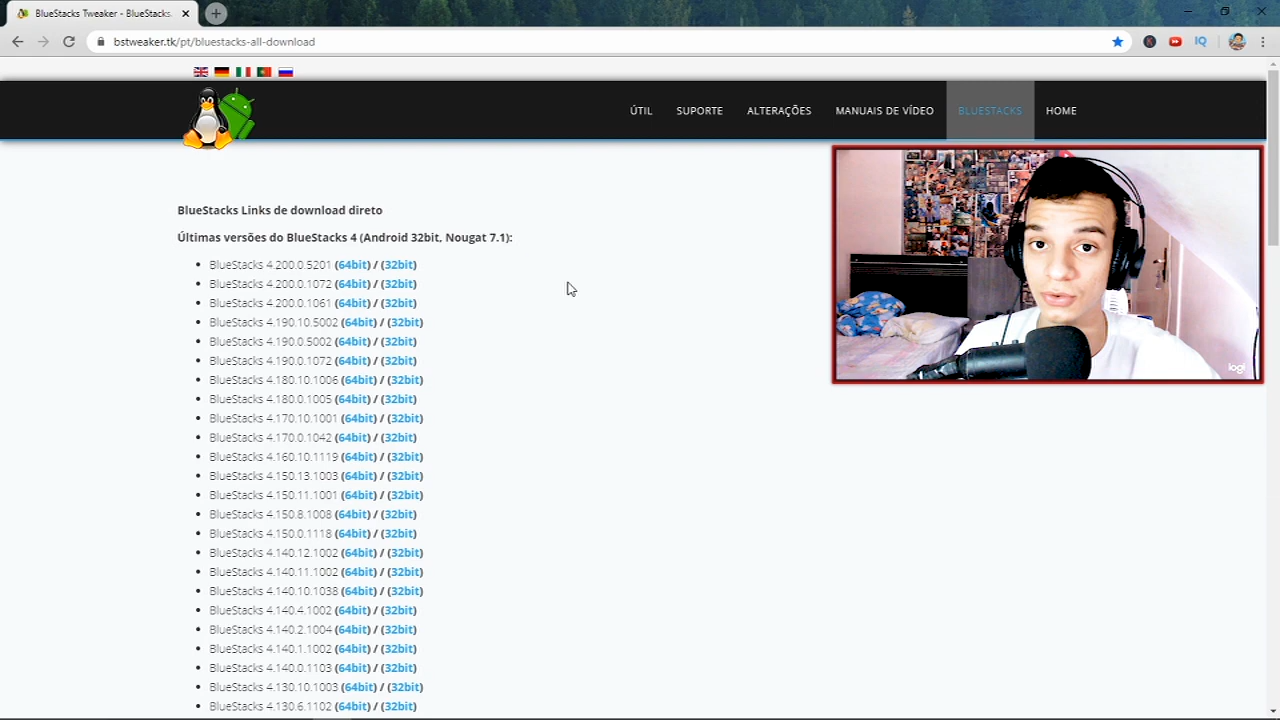 BlueStacks Tweaker - BlueStacks.
bstweaker.tk/pt/bluestacks-all-download
IQ
ÚTIL SUPORTE ALTERAÇÕES MANUAIS DE VÍDEO BLUESTACKS HOME
BlueStacks Links de download direto
Últimas versões do BlueStacks 4 (Android 32bit, Nougat 7.1):
BlueStacks 4.200.0.5201 (64bit) / (32bit)
BlueStacks 4.200.0.1072 (64bit) / (32bit)
BlueStacks 4.200.0.1061 (64bit) / (32bit)
BlueStacks 4.190.10.5002 (64bit) / (32bit)
BlueStacks 4.190.0.5002 (64bit) / (32bit)
BlueStacks 4.190.0.1072 (64bit) / (32bit)
BlueStacks 4.180.10.1006 (64bit) / (32bit)
BlueStacks 4.180.0.1005 (64bit) / (32bit)
BlueStacks 4.170.10.1001 (64bit) / (32bit)
BlueStacks 4.170.0.1042 (64bit) / (32bit)
BlueStacks 4.160.10.1119 (64bit) / (32bit)
BlueStacks 4.150.13.1003 (64bit) / (32bit)
BlueStacks 4.150.11.1001 (64bit) / (32bit)
BlueStacks 4.150.8.1008 (64bit) / (32bit)
BlueStacks 4.150.0.1118 (64bit) / (32bit)
BlueStacks 4.140.12.1002 (64bit) / (32bit)
BlueStacks 4.140.11.1002 (64bit) / (32bit)
BlueStacks 4.140.10.1038 (64bit) / (32bit)
BlueStacks 4.140.4.1002 (64bit) / (32bit)
BlueStacks 4.140.2.1004 (64bit) / (32bit)
BlueStacks 4.140.1.1002 (64bit) / (32bit)
BlueStacks 4.140.0.1103 (64bit) / (32bit)
BlueStacks 4.130.10.1003 (64bit) / (32bit)
BlueStacks 4.130.6.1102 (64bit) / (32bit)
logi